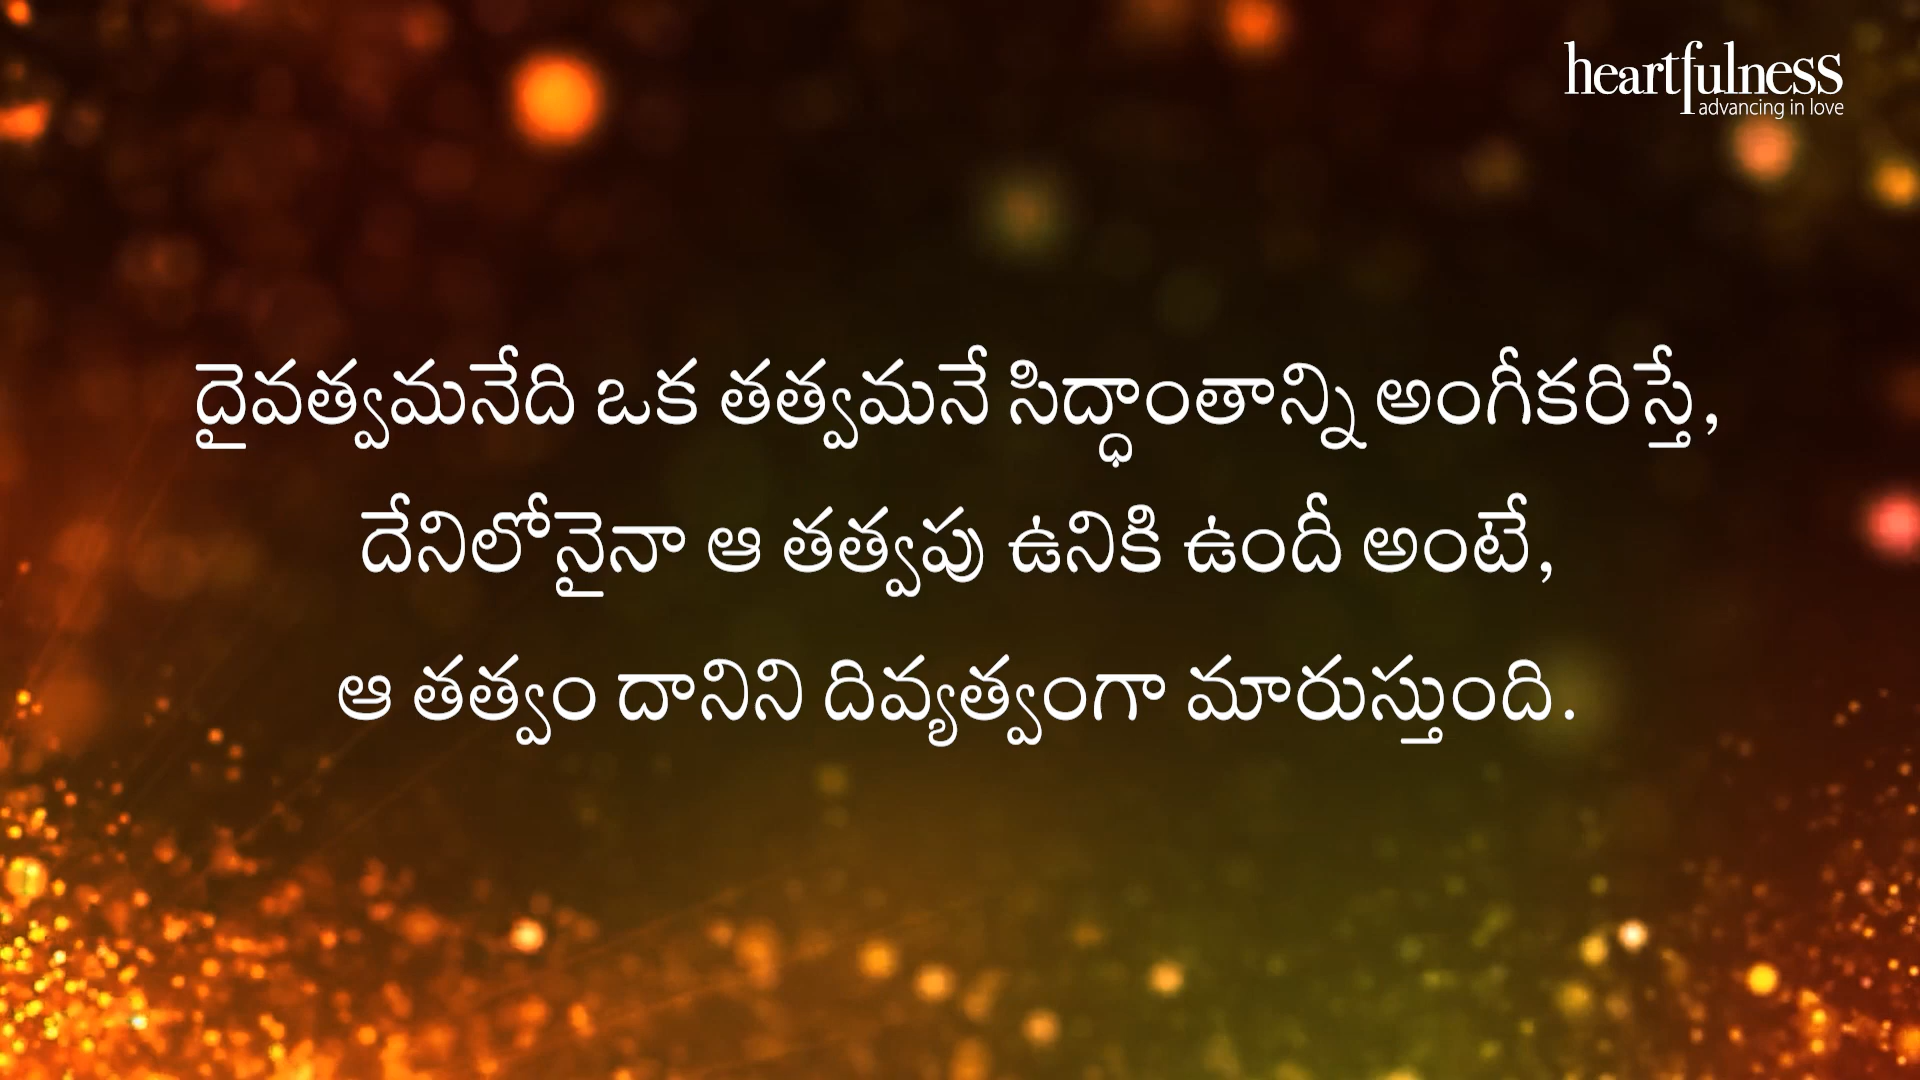 heartfulness
advancing in love
దైవత్వమనేది ఒక తత్వమనే సిద్ధాంతాన్ని అంగీకరిస్తే,
దేనిలోనైనా ఆ తత్వపు ఉనికి ఉందీ అంటే,
ఆ తత్వం దానిని దివ్యత్వంగా మారుస్తుంది.